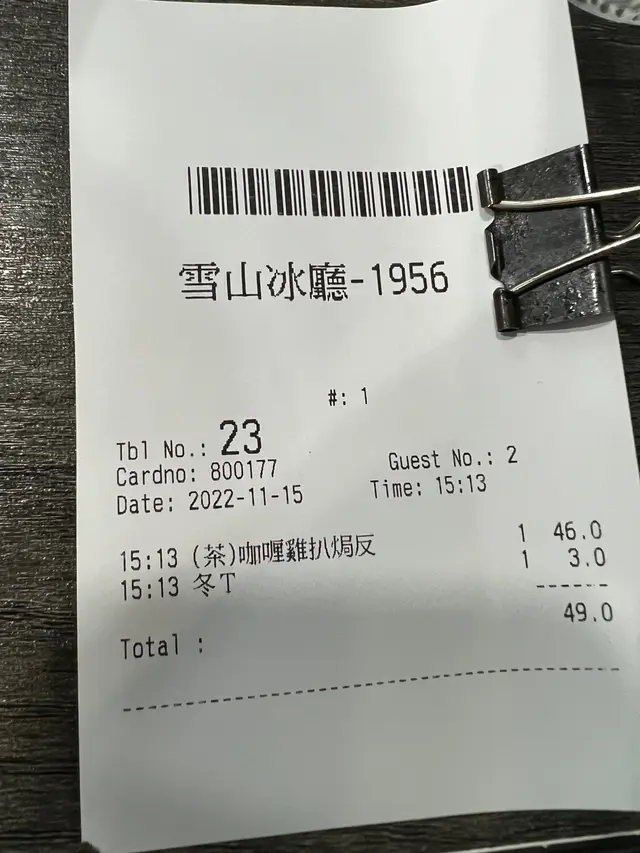 雪山冰廳-1956
#: 1
Tbl No.: 23
Cardno: 800177 Guest No.: 2
Date: 2022-11-15 Time: 15:13
15:13 (茶)咖喱雞扒焗反 1 46.0
15:13 冬T 1 3.0
------
49.0
Total :